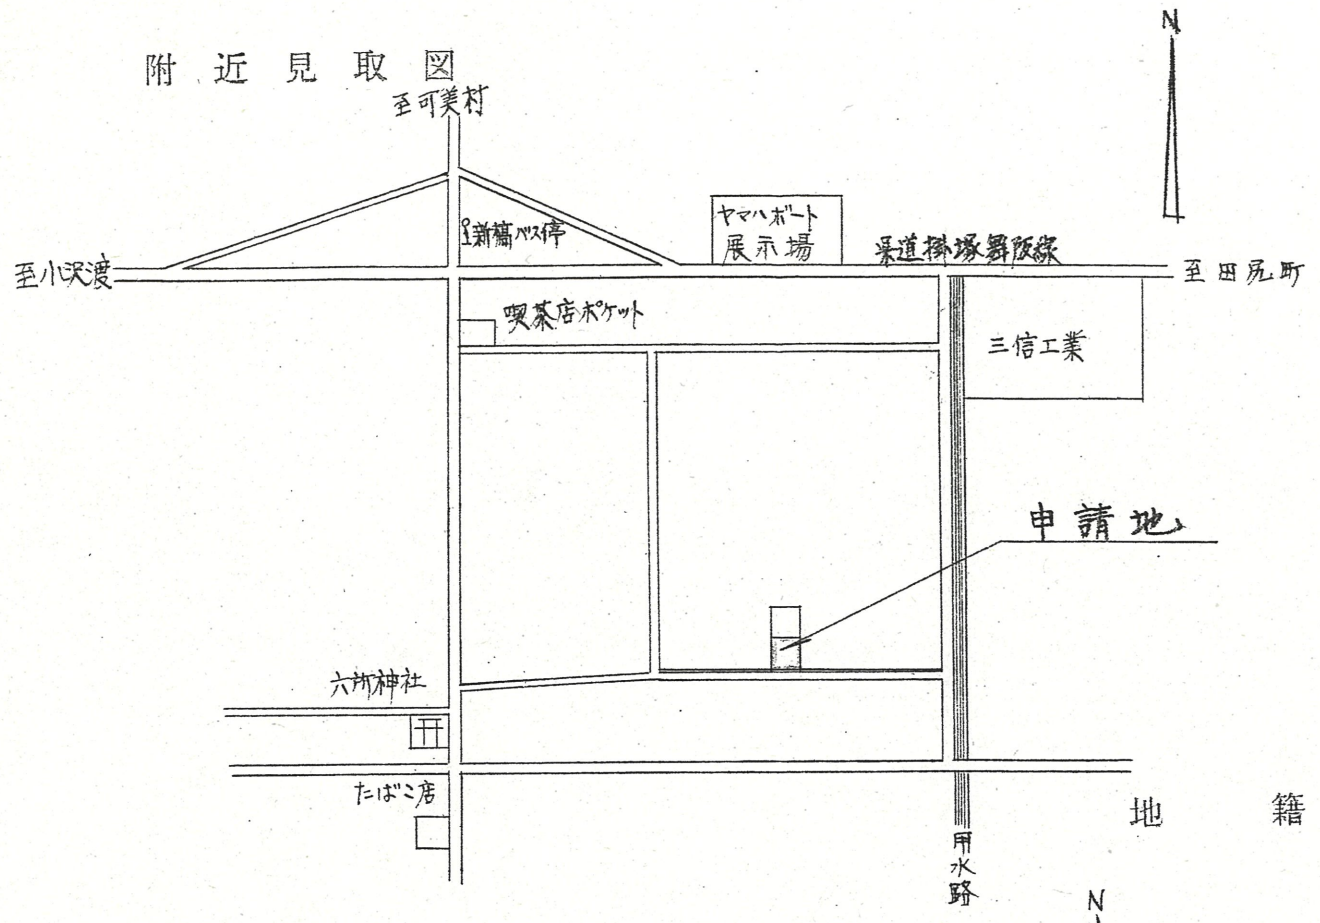 N
附近見取図
至可美村
新橋バス停
ヤマハボート
展示場
県道掛塚舞阪線
至小沢渡
至田尻町
喫茶店ポケット
三信工業
申請地
六所神社
たばこ店
地籍
用水路
N